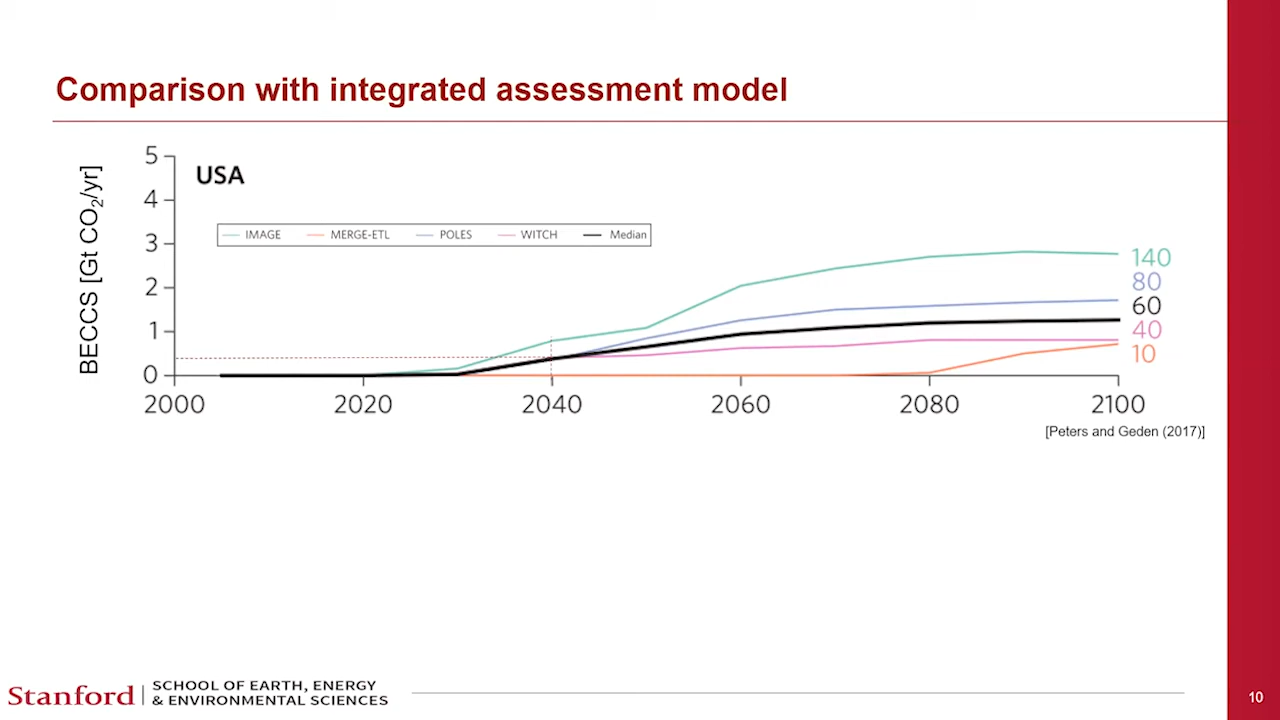 Comparison with integrated assessment model
BECCS [Gt CO₂/yr]
5
4
3
2
1
0
USA
IMAGE MERGE-ETL POLES WITCH Median
140
80
60
40
10
2000 2020 2040 2060 2080 2100
[Peters and Geden (2017)]
Stanford
SCHOOL OF EARTH, ENERGY
& ENVIRONMENTAL SCIENCES
10